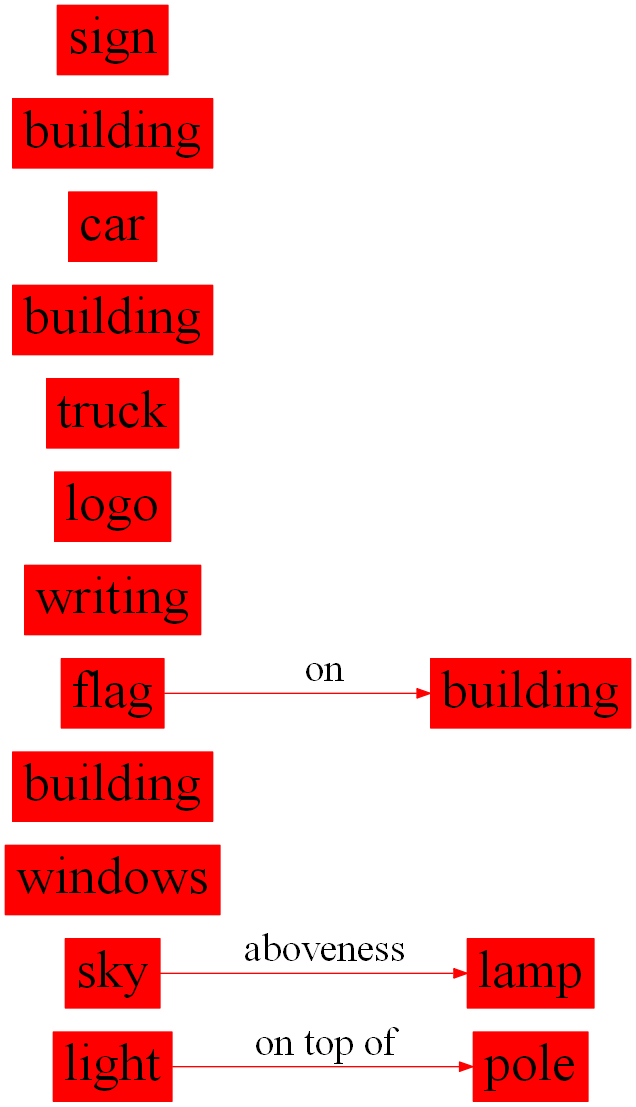 sign
building
car
building
truck
logo
writing
flag on building
building
windows
sky aboveness lamp
light on top of pole